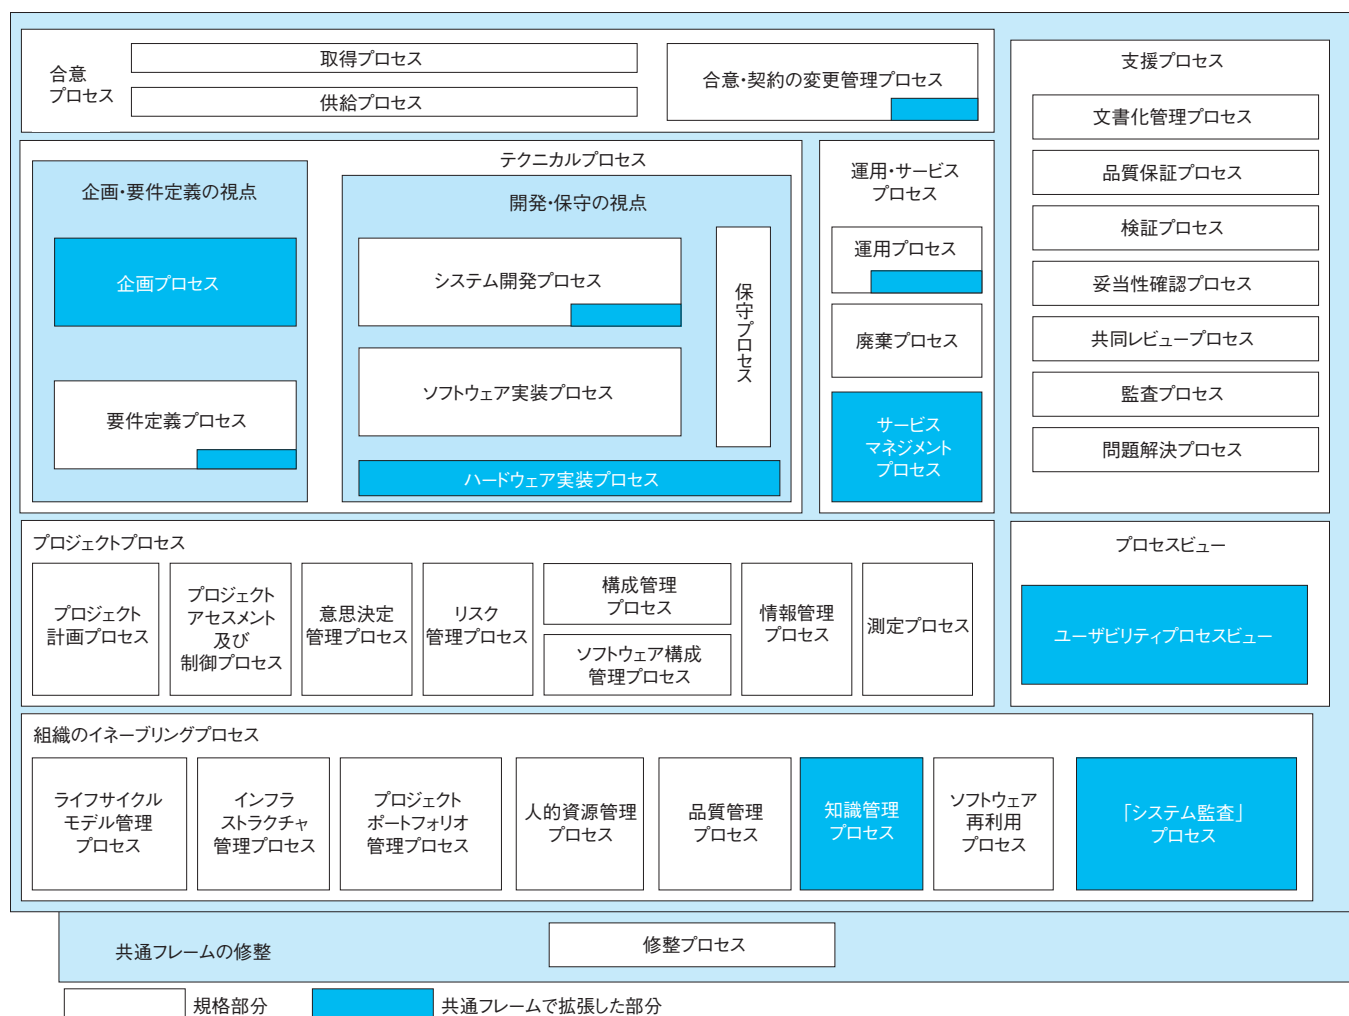 合意
プロセス
取得プロセス
供給プロセス
合意・契約の変更管理プロセス
テクニカルプロセス
企画・要件定義の視点
企画プロセス
要件定義プロセス
開発・保守の視点
システム開発プロセス
ソフトウェア実装プロセス
保守プロセス
ハードウェア実装プロセス
運用・サービス
プロセス
運用プロセス
廃棄プロセス
サービス
マネジメント
プロセス
支援プロセス
文書化管理プロセス
品質保証プロセス
検証プロセス
妥当性確認プロセス
共同レビュープロセス
監査プロセス
問題解決プロセス
プロジェクトプロセス
プロジェクト
計画プロセス
プロジェクト
アセスメント
及び
制御プロセス
意思決定
管理プロセス
リスク
管理プロセス
構成管理
プロセス
ソフトウェア構成
管理プロセス
情報管理
プロセス
測定プロセス
プロセスビュー
ユーザビリティプロセスビュー
組織のイネーブリングプロセス
ライフサイクル
モデル管理
プロセス
インフラ
ストラクチャ
管理プロセス
プロジェクト
ポートフォリオ
管理プロセス
人的資源管理
プロセス
品質管理
プロセス
知識管理
プロセス
ソフトウェア
再利用
プロセス
「システム監査」
プロセス
共通フレームの修整
修整プロセス
規格部分
共通フレームで拡張した部分